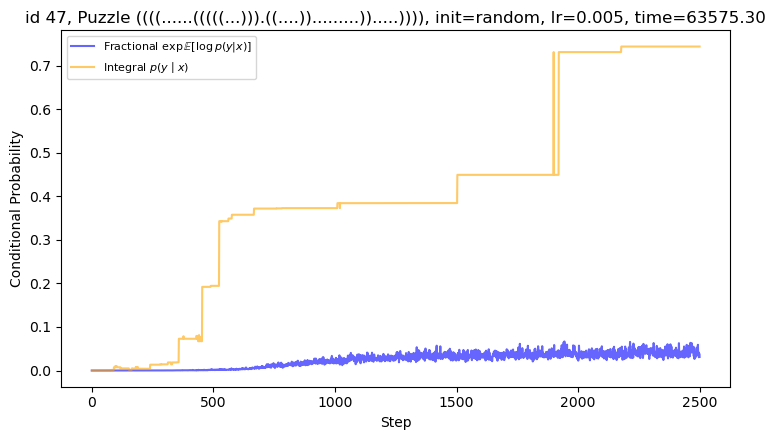 id 47, Puzzle ((((......(((((...))).((....)).........)).....)))), init=random, lr=0.005, time=63575.30
Fractional exp𝔼[log p(y|x)]
Integral p(y | x)
0.7
0.6
0.5
0.4
0.3
0.2
0.1
0.0
Conditional Probability
0
500
1000
1500
2000
2500
Step